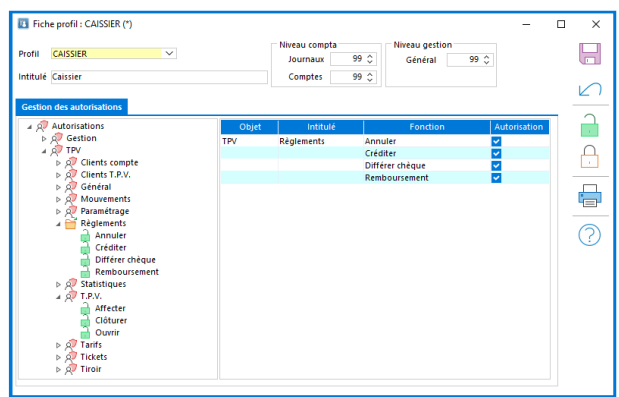 Fiche profil : CAISSIER (*)
Profil CAISSIER
Intitulé Caissier
Niveau compta
Journaux 99
Comptes 99
Niveau gestion
Général 99
Gestion des autorisations
Autorisations
Gestion
TPV
Clients compte
Clients T.P.V.
Général
Mouvements
Paramétrage
Règlements
Annuler
Créditer
Différer chèque
Remboursement
Statistiques
T.P.V.
Affecter
Clôturer
Ouvrir
Tarifs
Tickets
Tiroir
Objet Intitulé Fonction Autorisation
TPV Règlements Annuler
Créditer
Différer chèque
Remboursement